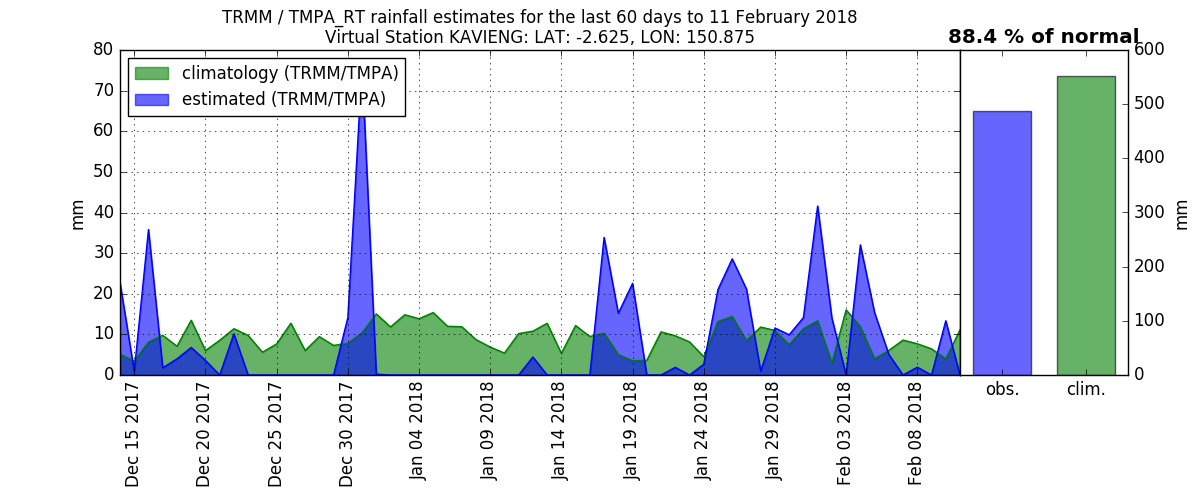 TRMM / TMPA_RT rainfall estimates for the last 60 days to 11 February 2018
Virtual Station KAVIENG: LAT: -2.625, LON: 150.875
88.4 % of normal
climatology (TRMM/TMPA)
estimated (TRMM/TMPA)
mm
80
70
60
50
40
30
20
10
0
Dec 15 2017
Dec 20 2017
Dec 25 2017
Dec 30 2017
Jan 04 2018
Jan 09 2018
Jan 14 2018
Jan 19 2018
Jan 24 2018
Jan 29 2018
Feb 03 2018
Feb 08 2018
obs.
clim.
600
500
400
300
200
100
0
mm